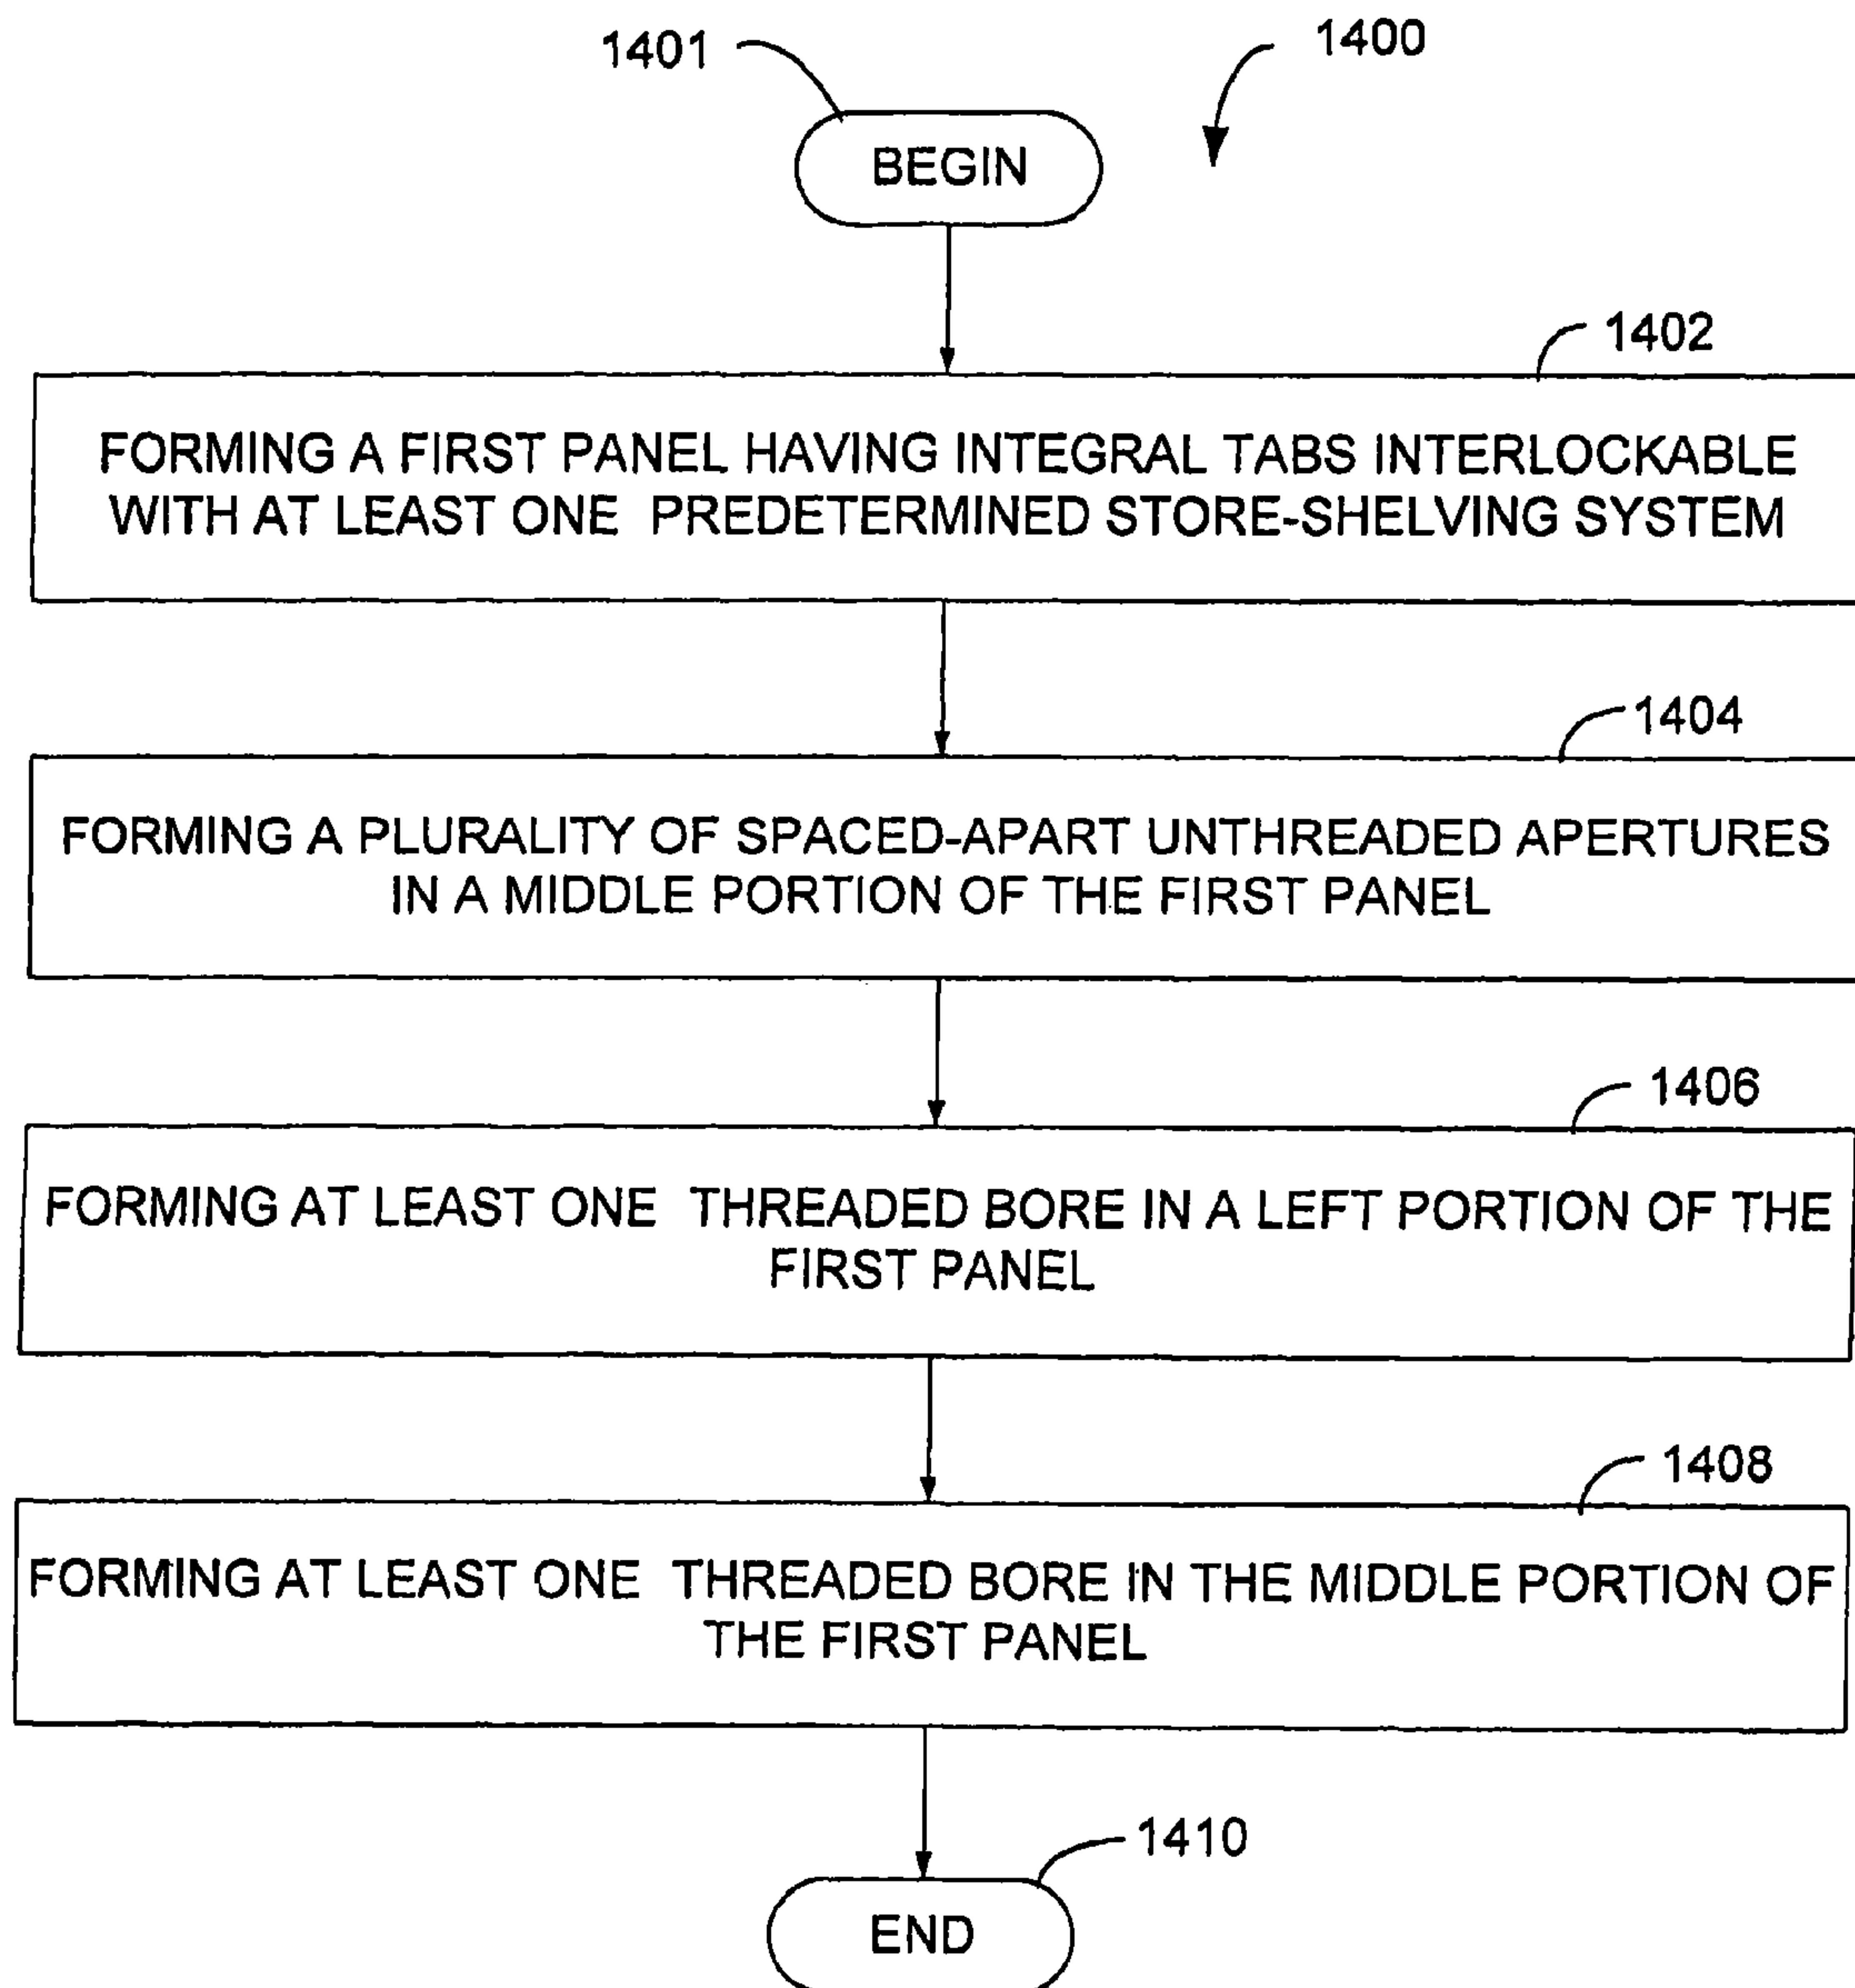 1401
1400
BEGIN
1402
FORMING A FIRST PANEL HAVING INTEGRAL TABS INTERLOCKABLE
WITH AT LEAST ONE PREDETERMINED STORE-SHELVING SYSTEM
1404
FORMING A PLURALITY OF SPACED-APART UNTHREADED APERTURES
IN A MIDDLE PORTION OF THE FIRST PANEL
1406
FORMING AT LEAST ONE THREADED BORE IN A LEFT PORTION OF THE
FIRST PANEL
1408
FORMING AT LEAST ONE THREADED BORE IN THE MIDDLE PORTION OF
THE FIRST PANEL
1410
END